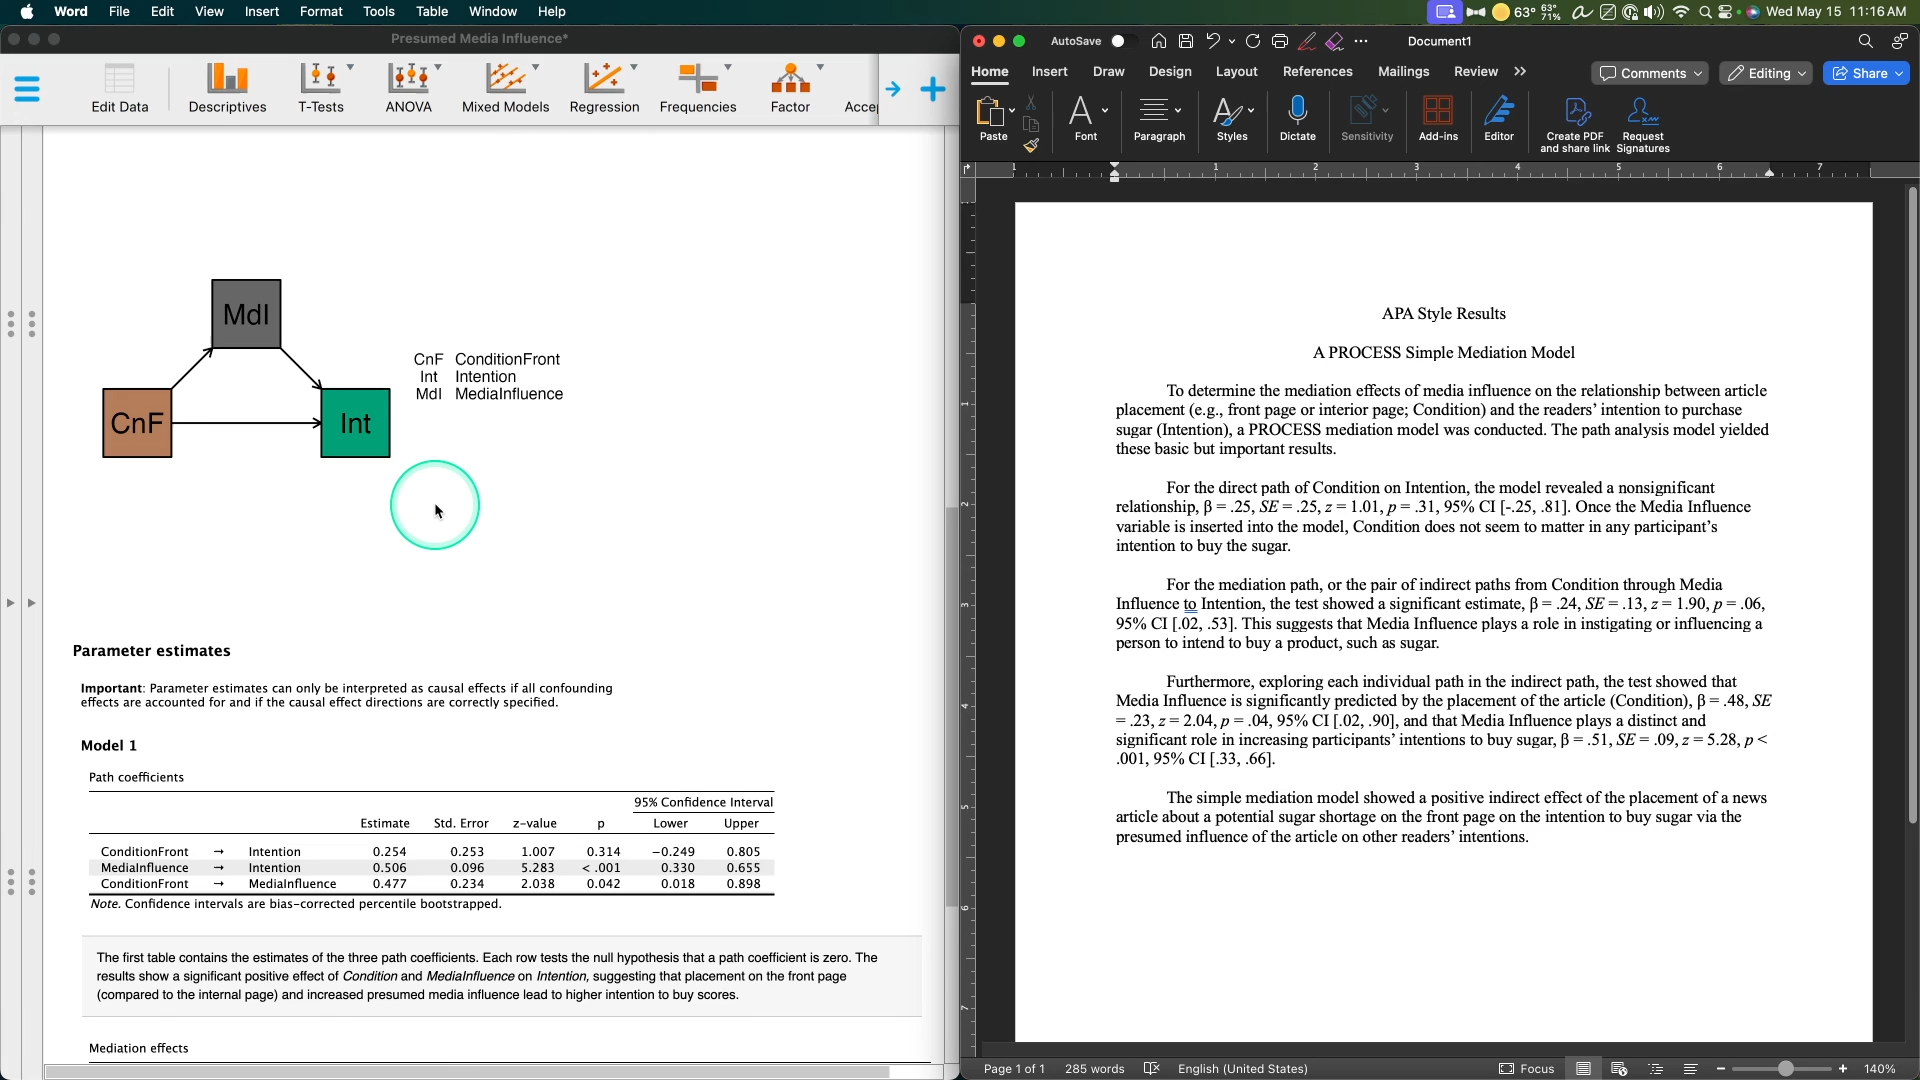 Word File Edit View Insert Format Tools Table Window Help
63° 63° 71% Wed May 15 11:16 AM
Presumed Media Influence*
Edit Data Descriptives T-Tests ANOVA Mixed Models Regression Frequencies Factor Accep
MdI
CnF
Int
CnF ConditionFront
Int Intention
MdI MediaInfluence
Parameter estimates
Important: Parameter estimates can only be interpreted as causal effects if all confounding
effects are accounted for and if the causal effect directions are correctly specified.
Model 1
Path coefficients
95% Confidence Interval
Estimate Std. Error z-value p Lower Upper
ConditionFront → Intention 0.254 0.253 1.007 0.314 −0.249 0.805
MediaInfluence → Intention 0.506 0.096 5.283 < .001 0.330 0.655
ConditionFront → MediaInfluence 0.477 0.234 2.038 0.042 0.018 0.898
Note. Confidence intervals are bias-corrected percentile bootstrapped.
The first table contains the estimates of the three path coefficients. Each row tests the null hypothesis that a path coefficient is zero. The
results show a significant positive effect of Condition and MediaInfluence on Intention, suggesting that placement on the front page
(compared to the internal page) and increased presumed media influence lead to higher intention to buy scores.
Mediation effects
AutoSave Document1
Home Insert Draw Design Layout References Mailings Review Comments Editing Share
Paste Font Paragraph Styles Dictate Sensitivity Add-ins Editor Create PDF and share link Request Signatures
1 1 2 3 4 5 6 7
1
2
3
4
5
6
7
APA Style Results
A PROCESS Simple Mediation Model
To determine the mediation effects of media influence on the relationship between article
placement (e.g., front page or interior page; Condition) and the readers’ intention to purchase
sugar (Intention), a PROCESS mediation model was conducted. The path analysis model yielded
these basic but important results.
For the direct path of Condition on Intention, the model revealed a nonsignificant
relationship, β = .25, SE = .25, z = 1.01, p = .31, 95% CI [-.25, .81]. Once the Media Influence
variable is inserted into the model, Condition does not seem to matter in any participant’s
intention to buy the sugar.
For the mediation path, or the pair of indirect paths from Condition through Media
Influence to Intention, the test showed a significant estimate, β = .24, SE = .13, z = 1.90, p = .06,
95% CI [.02, .53]. This suggests that Media Influence plays a role in instigating or influencing a
person to intend to buy a product, such as sugar.
Furthermore, exploring each individual path in the indirect path, the test showed that
Media Influence is significantly predicted by the placement of the article (Condition), β = .48, SE
= .23, z = 2.04, p = .04, 95% CI [.02, .90], and that Media Influence plays a distinct and
significant role in increasing participants’ intentions to buy sugar, β = .51, SE = .09, z = 5.28, p <
.001, 95% CI [.33, .66].
The simple mediation model showed a positive indirect effect of the placement of a news
article about a potential sugar shortage on the front page on the intention to buy sugar via the
presumed influence of the article on other readers’ intentions.
Page 1 of 1 285 words English (United States) Focus 140%